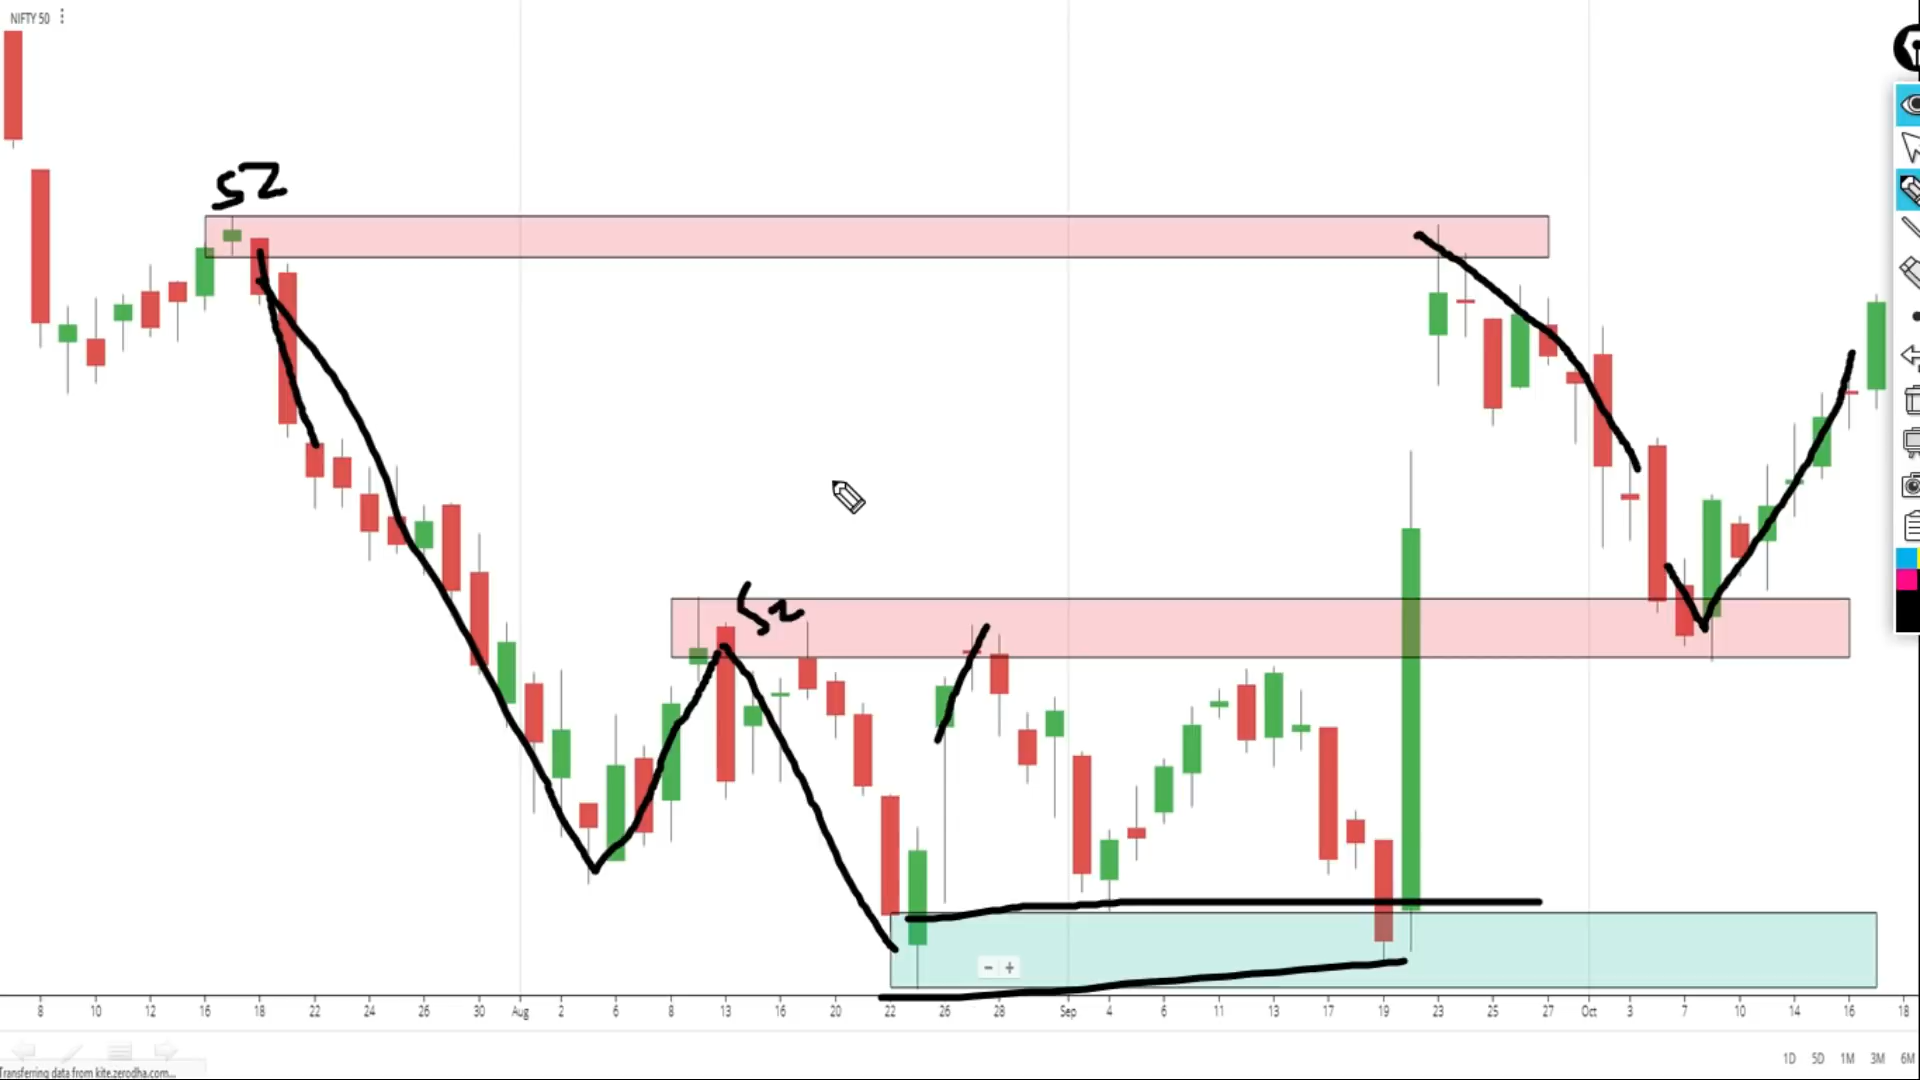 NIFTY 50
SZ
SZ
- +
8 10 12 16 18 22 24 26 30 Aug 2 6 8 13 16 20 22 26 28 Sep 4 6 11 13 17 19 23 25 27 Oct 3 7 10 14 16 18
1D 5D 1M 3M 6M
Transferring data from kite.zerodha.com...